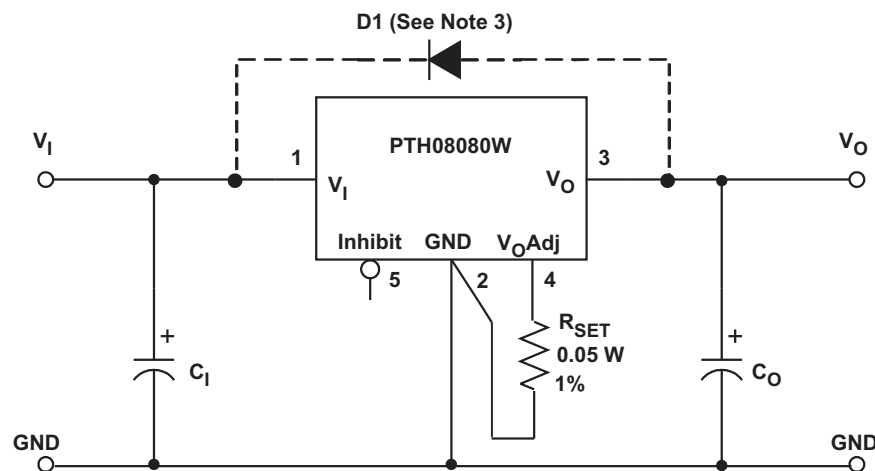 D1 (See Note 3)
V_I
1
PTH08080W
3
V_O
V_I
V_O
Inhibit
GND
V_OAdj
5
2
4
+
C_I
R_SET
0.05 W
1%
+
C_O
GND
GND